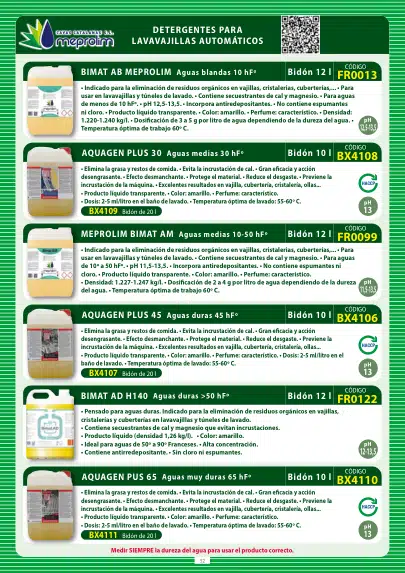 CAPAS CATALANAS S.L.
meprolim
DETERGENTES PARA
LAVAVAJILLAS AUTOMÁTICOS
BIMAT AB MEPROLIM Aguas blandas 10 hFº Bidón 12 l
CÓDIGO
FR0013
• Indicado para la eliminación de residuos orgánicos en vajillas, cristalerías, cuberterías,... • Para
usar en lavavajillas y túneles de lavado. • Contiene secuestrantes de cal y magnesio. • Para aguas
de menos de 10 hFº. • pH 12,5-13,5. • Incorpora antiredepositantes. • No contiene espumantes
ni cloro. • Producto líquido transparente. • Color: amarillo. • Perfume: característico. • Densidad:
1.220-1.240 kg/l. • Dosificación de 3 a 5 g por litro de agua dependiendo de la dureza del agua. •
Temperatura óptima de trabajo 60º C.
pH
12,5-13,5
AQUAGEN PLUS 30 Aguas medias 30 hFº Bidón 10 l
CÓDIGO
BX4108
• Elimina la grasa y restos de comida. • Evita la incrustación de cal. • Gran eficacia y acción
desengrasante. • Efecto desmanchante. • Protege el material. • Reduce el desgaste. • Previene la
incrustación de la máquina. • Excelentes resultados en vajilla, cubertería, cristalería, ollas...
• Producto líquido transparente. • Color: amarillo. • Perfume: característico.
• Dosis: 2-5 ml/litro en el baño de lavado. • Temperatura óptima de lavado: 55-60º C.
BX4109 Bidón de 20 l
HACCP
pH
13
MEPROLIM BIMAT AM Aguas medias 10-50 hFº Bidón 12 l
CÓDIGO
FR0099
• Indicado para la eliminación de residuos orgánicos en vajillas, cristalerías, cuberterías,... • Para
usar en lavavajillas y túneles de lavado. • Contiene secuestrantes de cal y magnesio. • Para aguas
de 10º a 50 hFº. • pH 11,5-13,5. • Incorpora antiredepositantes. • No contiene espumantes ni
cloro. • Producto líquido transparente. • Color: amarillo. • Perfume: característico.
• Densidad: 1.227-1.247 kg/l. • Dosificación de 2 a 4 g por litro de agua dependiendo de la dureza
del agua. • Temperatura óptima de trabajo 60º C.
pH
11,5-13,5
AQUAGEN PLUS 45 Aguas duras 45 hFº Bidón 10 l
CÓDIGO
BX4106
• Elimina la grasa y restos de comida. • Evita la incrustación de cal. • Gran eficacia y acción
desengrasante. • Efecto desmanchante. • Protege el material. • Reduce el desgaste. • Previene la
incrustación de la máquina. • Excelentes resultados en vajilla, cubertería, cristalería, ollas...
• Producto líquido transparente. • Color: amarillo. • Perfume: característico. • Dosis: 2-5 ml/litro en el
baño de lavado. • Temperatura óptima de lavado: 55-60º C.
BX4107 Bidón de 20 l
HACCP
pH
13
BIMAT AD H140 Aguas duras >50 hFº Bidón 12 l
CÓDIGO
FR0122
• Pensado para aguas duras. Indicado para la eliminación de residuos orgánicos en vajillas,
cristalerías y cuberterías en lavavajillas y túneles de lavado.
• Contiene secuestrantes de cal y magnesio que evitan incrustaciones.
• Producto líquido (densidad 1,26 kg/l). • Color: amarillo.
• Ideal para aguas de 50º a 90º Franceses. • Alta concentración.
• Contiene antirredepositante. • Sin cloro ni espumantes.
pH
12-13,5
AQUAGEN PUS 65 Aguas muy duras 65 hFº Bidón 10 l
CÓDIGO
BX4110
• Elimina la grasa y restos de comida. • Evita la incrustación de cal. • Gran eficacia y acción
desengrasante. • Efecto desmanchante. • Protege el material. • Reduce el desgaste. • Previene la
incrustación de la máquina. • Excelentes resultados en vajilla, cubertería, cristalería, ollas...
• Producto líquido transparente. • Color: amarillo. • Perfume: característico.
• Dosis: 2-5 ml/litro en el baño de lavado. • Temperatura óptima de lavado: 55-60º C.
BX4111 Bidón de 20 l
HACCP
pH
13
Medir SIEMPRE la dureza del agua para usar el producto correcto.
12